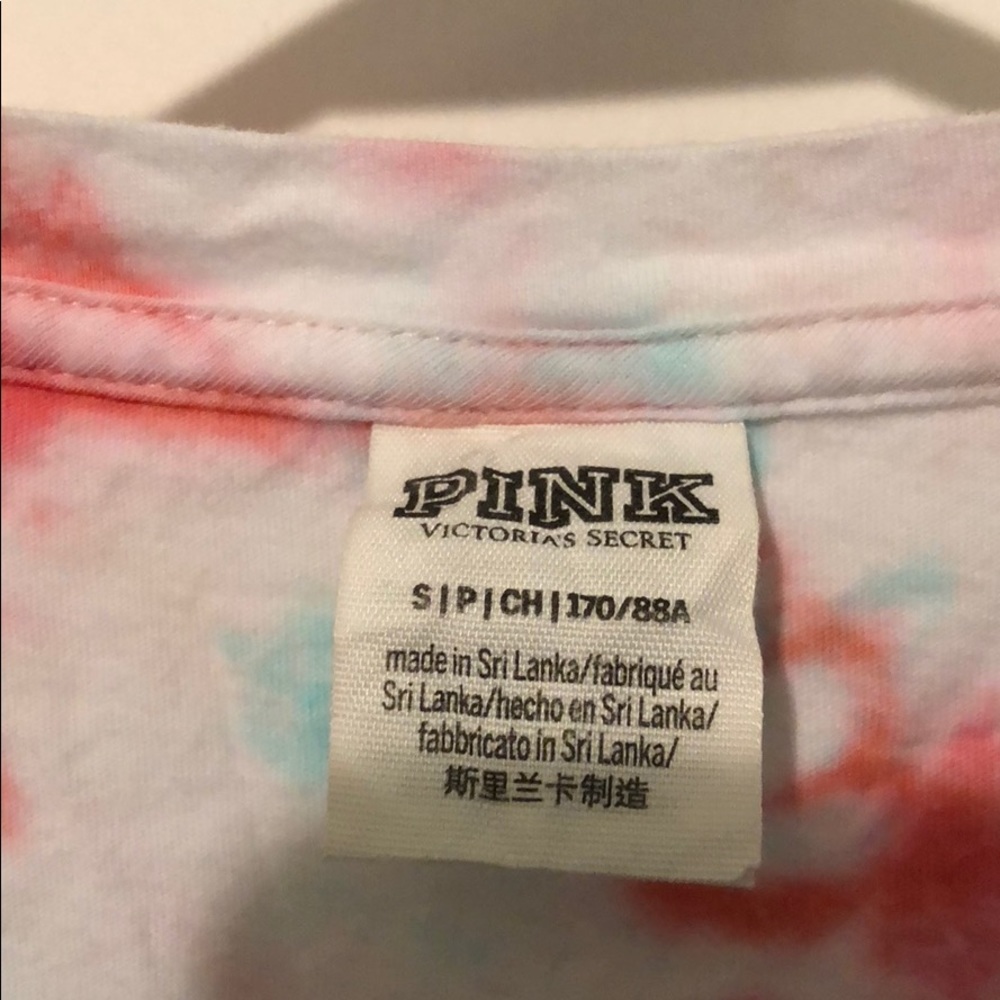 PINK
VICTORIA'S SECRET
S|P|CH|170/88A
made in Sri Lanka/fabriqué au
Sri Lanka/hecho en Sri Lanka/
fabbricato in Sri Lanka/
斯里兰卡制造